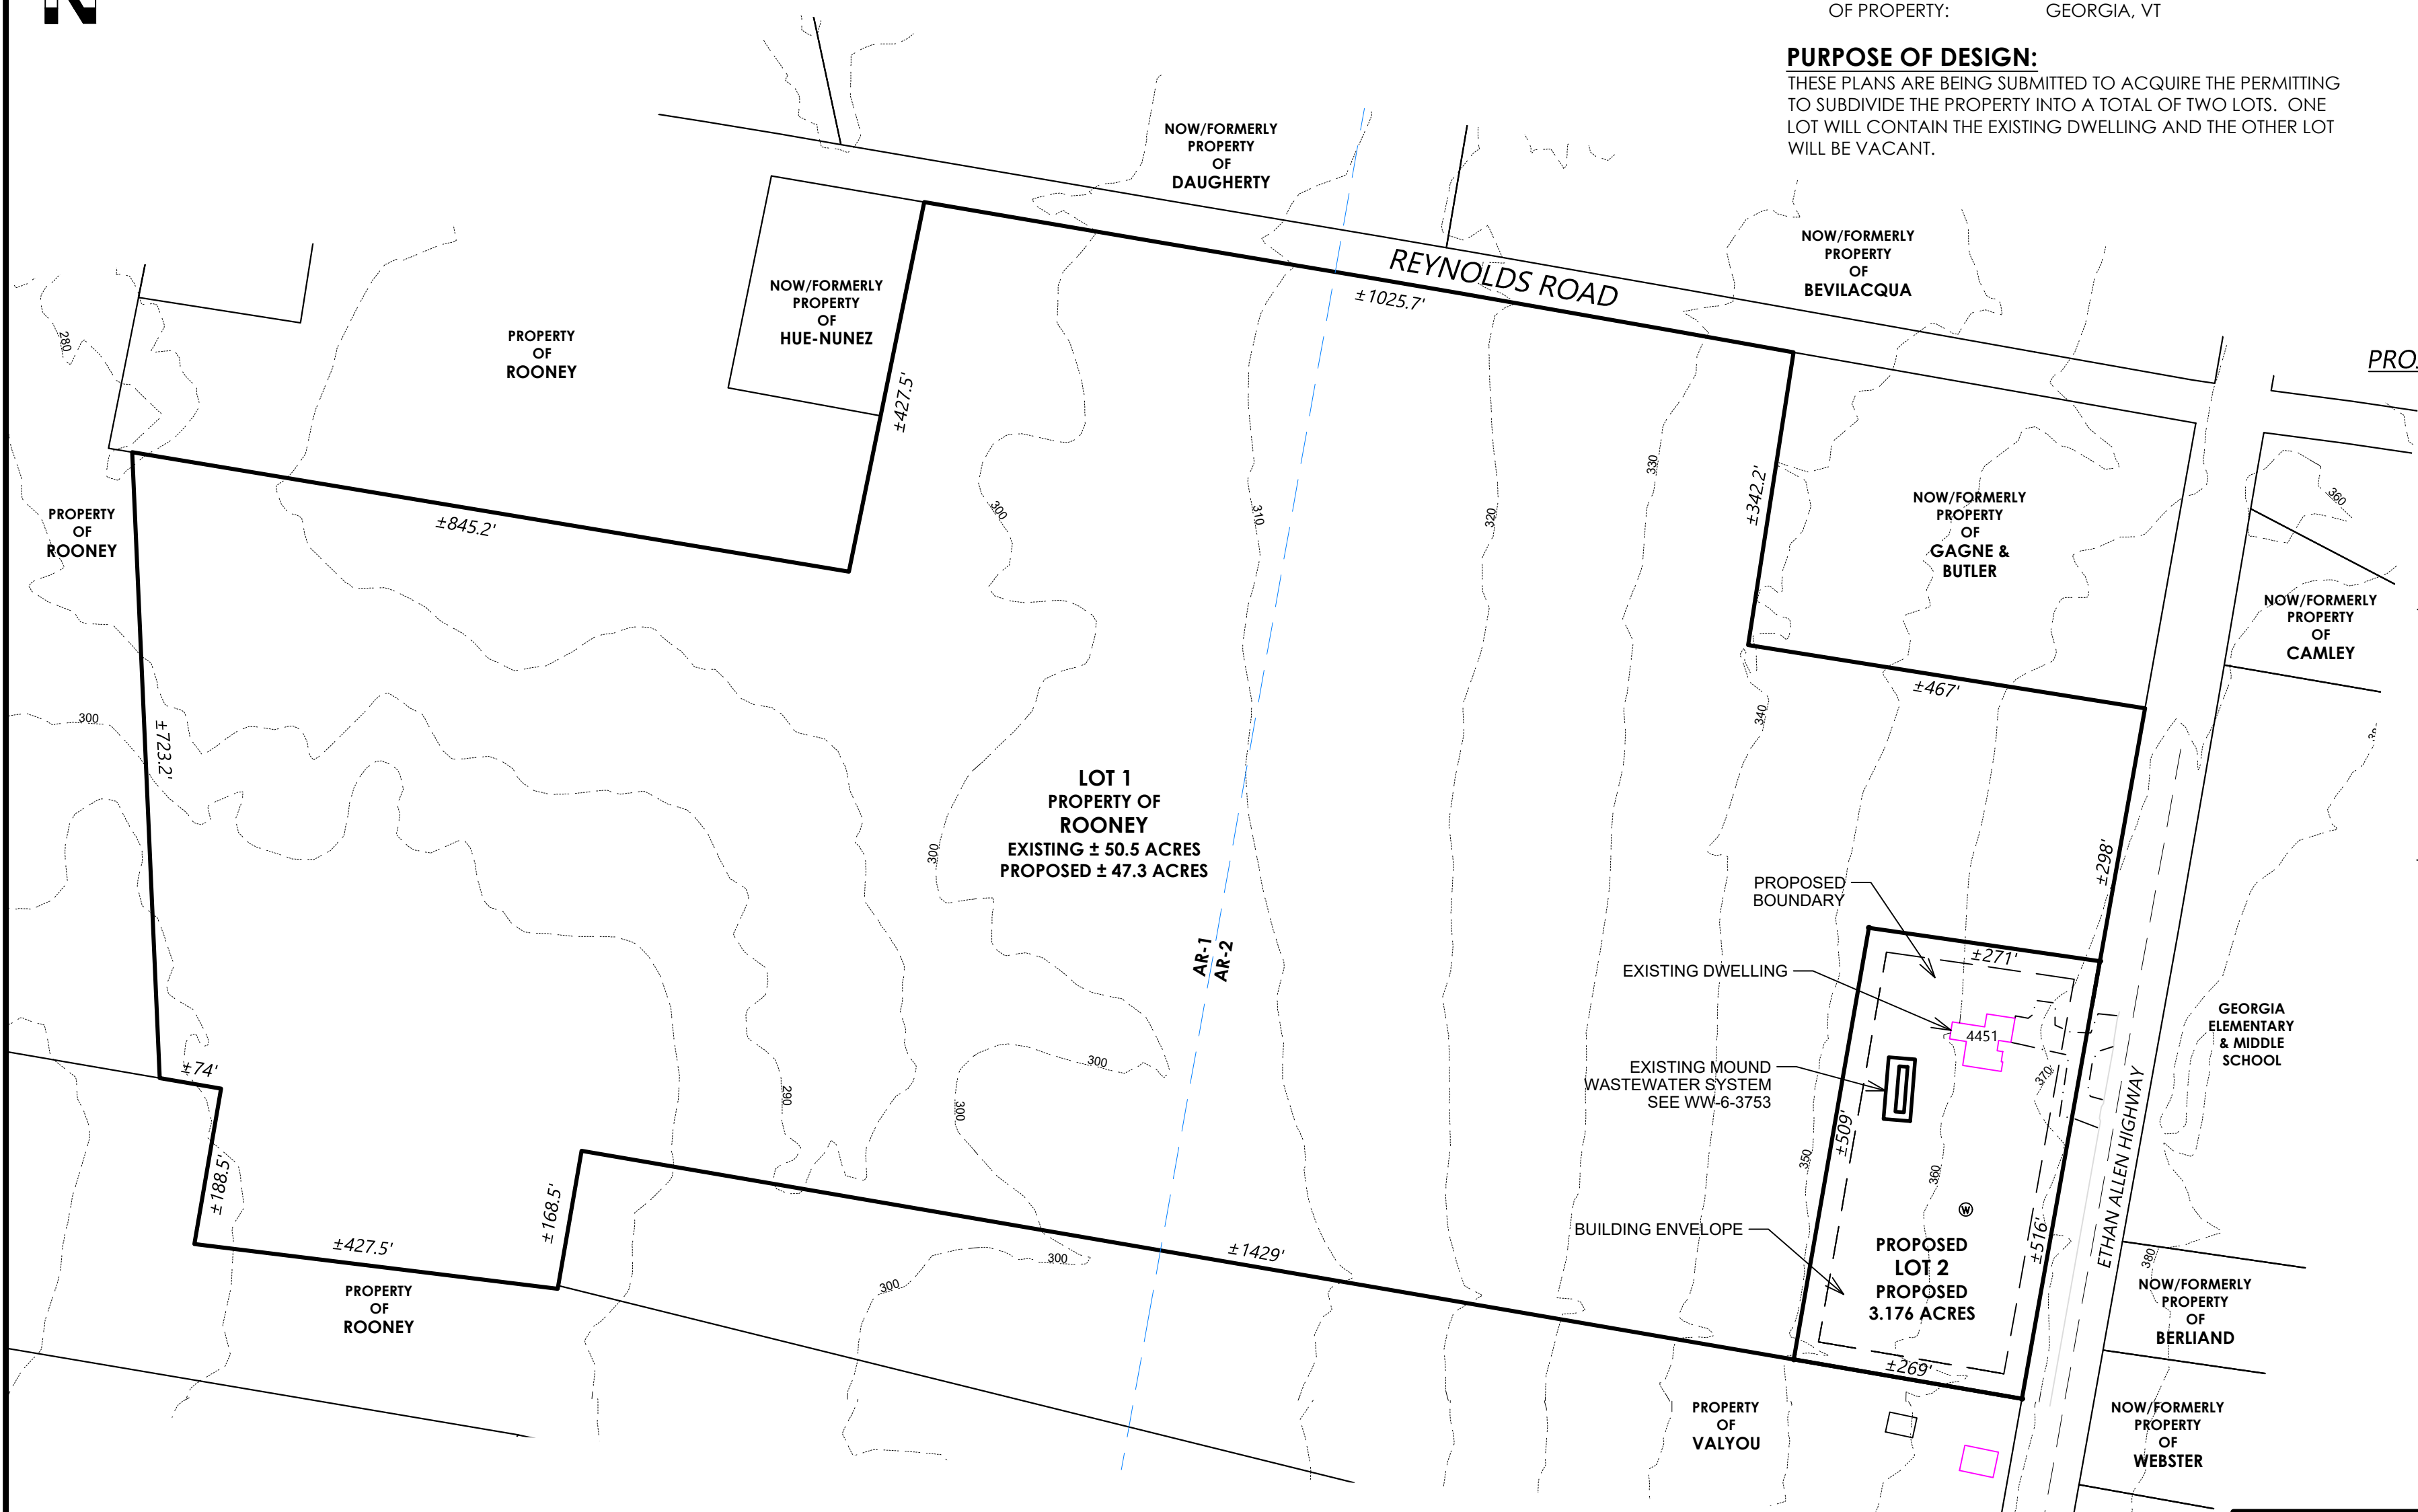 N
OF PROPERTY: GEORGIA, VT
PURPOSE OF DESIGN:
THESE PLANS ARE BEING SUBMITTED TO ACQUIRE THE PERMITTING
TO SUBDIVIDE THE PROPERTY INTO A TOTAL OF TWO LOTS. ONE
LOT WILL CONTAIN THE EXISTING DWELLING AND THE OTHER LOT
WILL BE VACANT.
NOW/FORMERLY
PROPERTY
OF
DAUGHERTY
NOW/FORMERLY
PROPERTY
OF
BEVILACQUA
REYNOLDS ROAD
±1025.7'
NOW/FORMERLY
PROPERTY
OF
HUE-NUNEZ
PROPERTY
OF
ROONEY
280
±427.5'
±845.2'
PROPERTY
OF
ROONEY
300
310
320
330
±342.2'
NOW/FORMERLY
PROPERTY
OF
GAGNE &
BUTLER
360
NOW/FORMERLY
PROPERTY
OF
CAMLEY
±467'
340
300
±723.2'
LOT 1
PROPERTY OF
ROONEY
EXISTING ± 50.5 ACRES
PROPOSED ± 47.3 ACRES
300
±298'
PROPOSED
BOUNDARY
AR-1
AR-2
±271'
EXISTING DWELLING
4451
GEORGIA
ELEMENTARY
& MIDDLE
SCHOOL
EXISTING MOUND
WASTEWATER SYSTEM
SEE WW-6-3753
370
±74'
300
290
300
±509'
350
360
ETHAN ALLEN HIGHWAY
±188.5'
±168.5'
W
BUILDING ENVELOPE
±427.5'
±1429'
300
300
PROPOSED
LOT 2
PROPOSED
3.176 ACRES
±516'
380
NOW/FORMERLY
PROPERTY
OF
BERLIAND
PROPERTY
OF
ROONEY
±269'
PROPERTY
OF
VALYOU
NOW/FORMERLY
PROPERTY
OF
WEBSTER